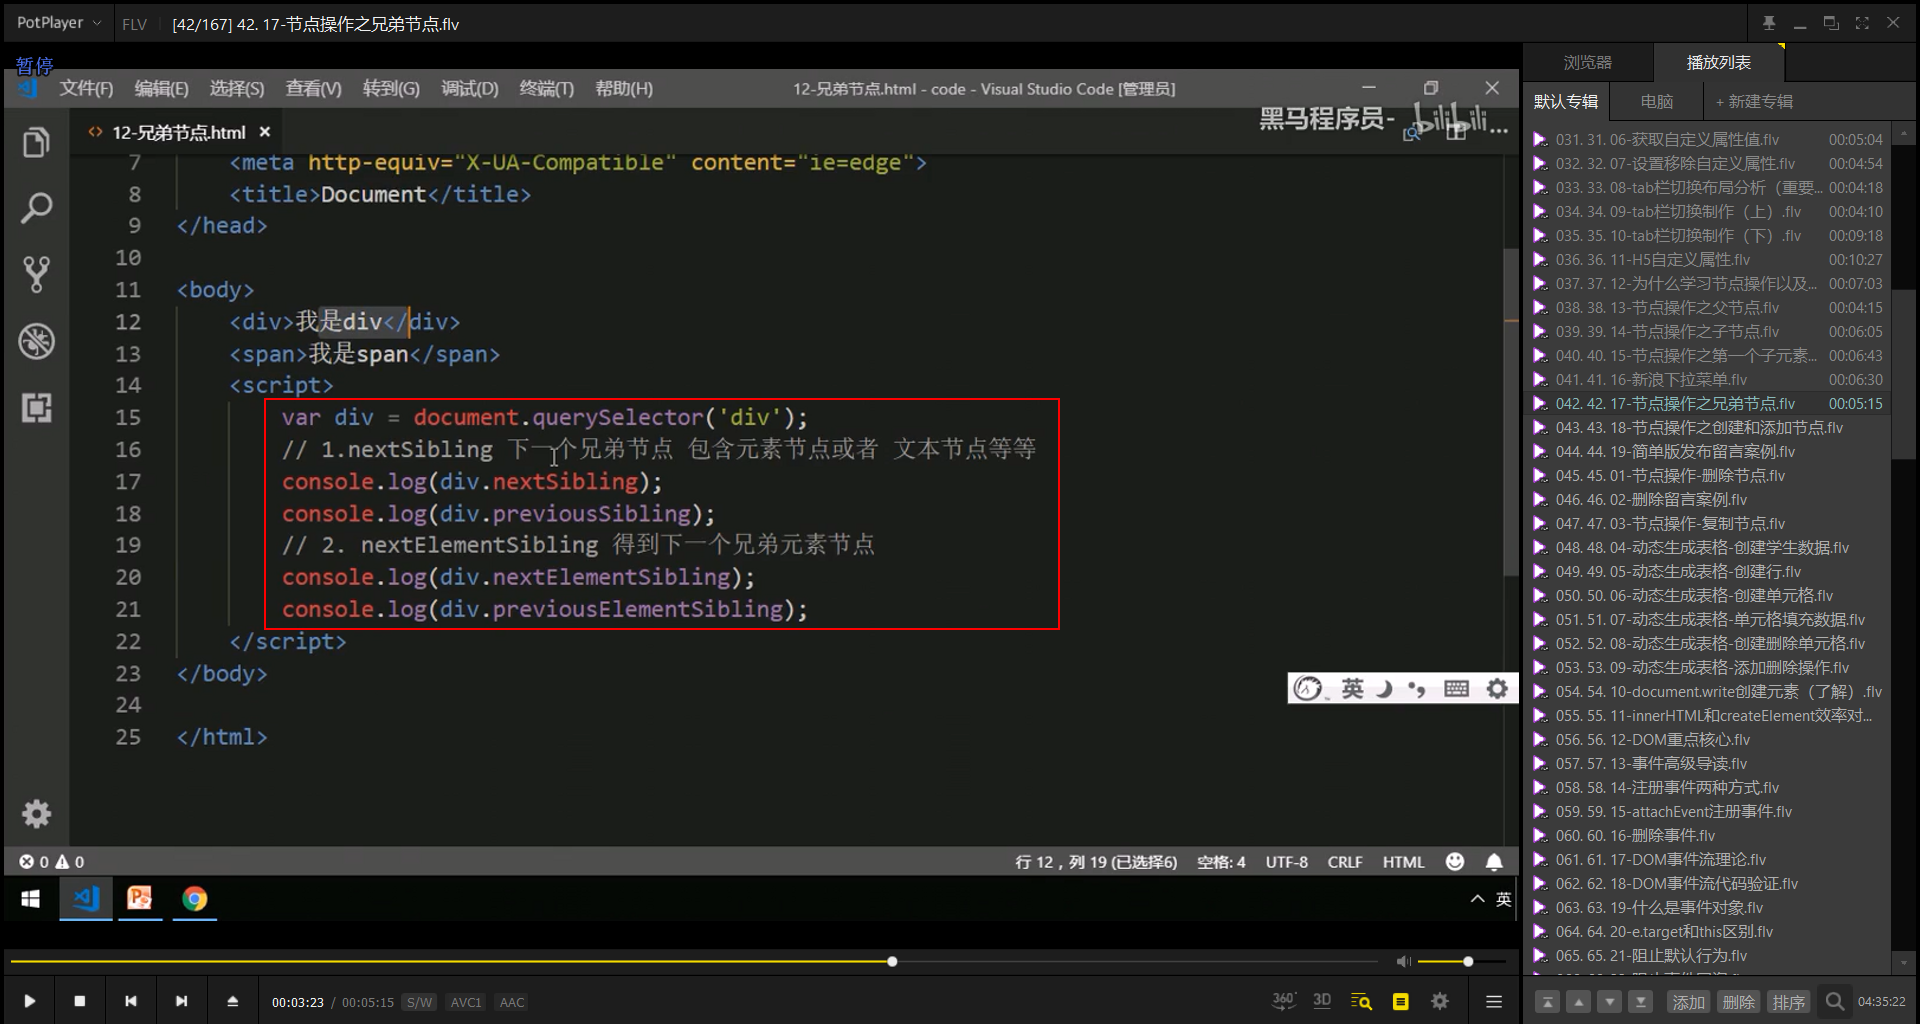 PotPlayer
FLV
[42/167] 42. 17-节点操作之兄弟节点.flv
暂停
文件(F) 编辑(E) 选择(S) 查看(V) 转到(G) 调试(D) 终端(T) 帮助(H)
12-兄弟节点.html - code - Visual Studio Code [管理员]
12-兄弟节点.html
黑马程序员-
bilibili
7 <meta http-equiv="X-UA-Compatible" content="ie=edge">
8 <title>Document</title>
9 </head>
10
11 <body>
12 <div>我是div</div>
13 <span>我是span</span>
14 <script>
15 var div = document.querySelector('div');
16 // 1.nextSibling 下一个兄弟节点 包含元素节点或者 文本节点等等
17 console.log(div.nextSibling);
18 console.log(div.previousSibling);
19 // 2. nextElementSibling 得到下一个兄弟元素节点
20 console.log(div.nextElementSibling);
21 console.log(div.previousElementSibling);
22 </script>
23 </body>
24
25 </html>
英
0 0
行 12，列 19 (已选择6) 空格: 4 UTF-8 CRLF HTML
英
00:03:23 / 00:05:15 S/W AVC1 AAC
360° 3D
浏览器 播放列表
默认专辑 电脑 + 新建专辑
031. 31. 06-获取自定义属性值.flv 00:05:04
032. 32. 07-设置移除自定义属性.flv 00:04:54
033. 33. 08-tab栏切换布局分析（重要... 00:04:18
034. 34. 09-tab栏切换制作（上）.flv 00:04:10
035. 35. 10-tab栏切换制作（下）.flv 00:09:18
036. 36. 11-H5自定义属性.flv 00:10:27
037. 37. 12-为什么学习节点操作以及... 00:07:03
038. 38. 13-节点操作之父节点.flv 00:04:15
039. 39. 14-节点操作之子节点.flv 00:06:05
040. 40. 15-节点操作之第一个子元素... 00:06:43
041. 41. 16-新浪下拉菜单.flv 00:06:30
042. 42. 17-节点操作之兄弟节点.flv 00:05:15
043. 43. 18-节点操作之创建和添加节点.flv
044. 44. 19-简单版发布留言案例.flv
045. 45. 01-节点操作-删除节点.flv
046. 46. 02-删除留言案例.flv
047. 47. 03-节点操作-复制节点.flv
048. 48. 04-动态生成表格-创建学生数据.flv
049. 49. 05-动态生成表格-创建行.flv
050. 50. 06-动态生成表格-创建单元格.flv
051. 51. 07-动态生成表格-单元格填充数据.flv
052. 52. 08-动态生成表格-创建删除单元格.flv
053. 53. 09-动态生成表格-添加删除操作.flv
054. 54. 10-document.write创建元素（了解）.flv
055. 55. 11-innerHTML和createElement效率对...
056. 56. 12-DOM重点核心.flv
057. 57. 13-事件高级导读.flv
058. 58. 14-注册事件两种方式.flv
059. 59. 15-attachEvent注册事件.flv
060. 60. 16-删除事件.flv
061. 61. 17-DOM事件流理论.flv
062. 62. 18-DOM事件流代码验证.flv
063. 63. 19-什么是事件对象.flv
064. 64. 20-e.target和this区别.flv
065. 65. 21-阻止默认行为.flv
添加 删除 排序 04:35:22